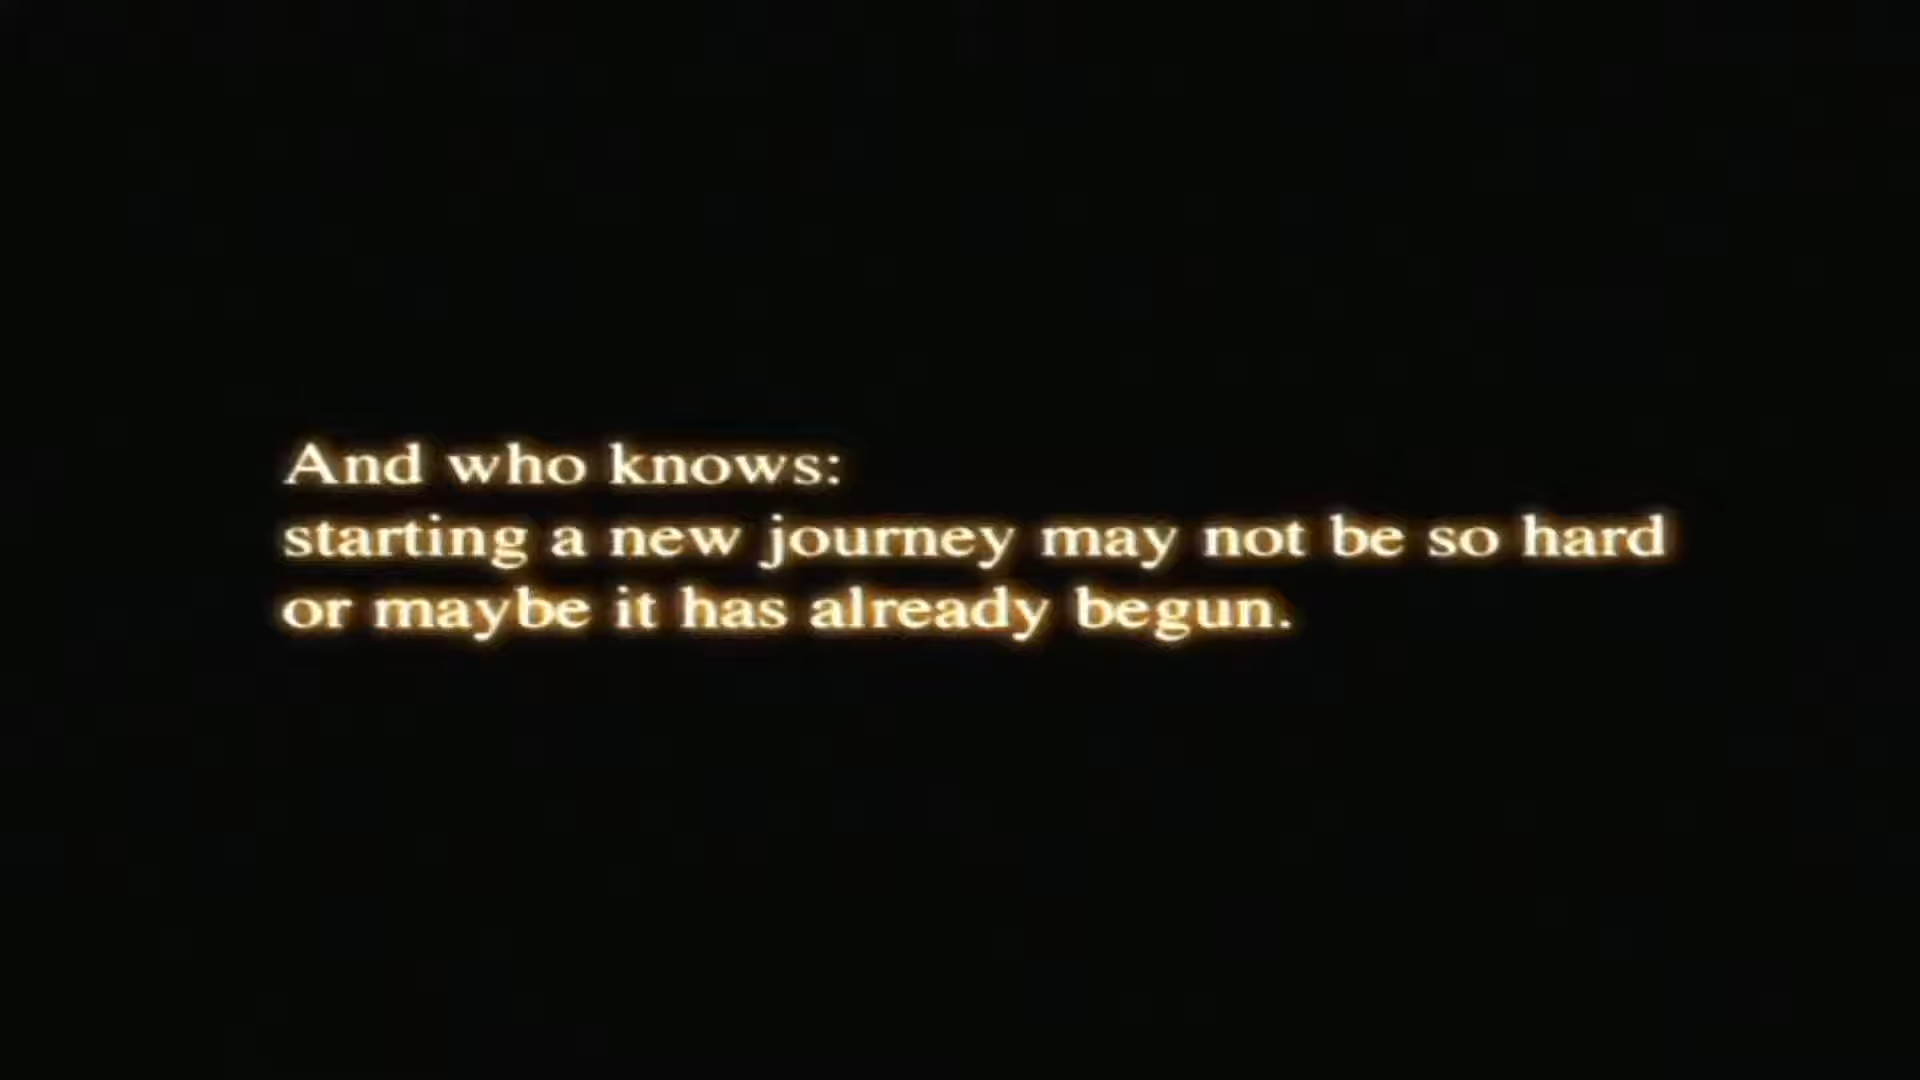 And who knows:
starting a new journey may not be so hard
or maybe it has already begun.